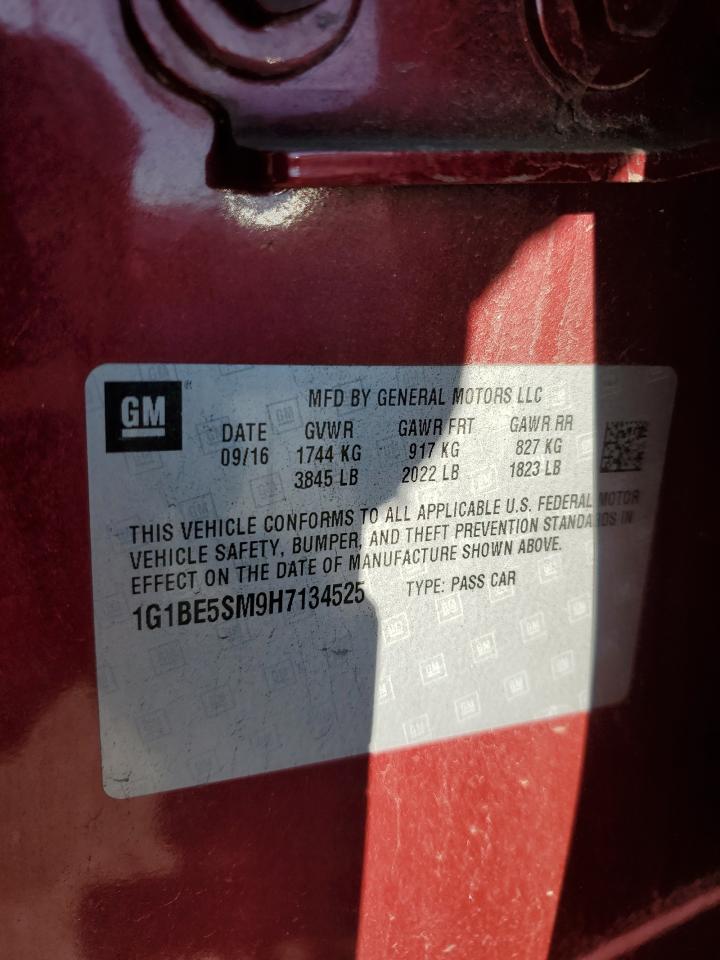 GM
MFD BY GENERAL MOTORS LLC
DATE GVWR GAWR FRT GAWR RR
09/16 1744 KG 917 KG 827 KG
3845 LB 2022 LB 1823 LB
THIS VEHICLE CONFORMS TO ALL APPLICABLE U.S. FEDERAL MOTOR
VEHICLE SAFETY, BUMPER, AND THEFT PREVENTION STANDARDS IN
EFFECT ON THE DATE OF MANUFACTURE SHOWN ABOVE.
1G1BE5SM9H7134525 TYPE: PASS CAR